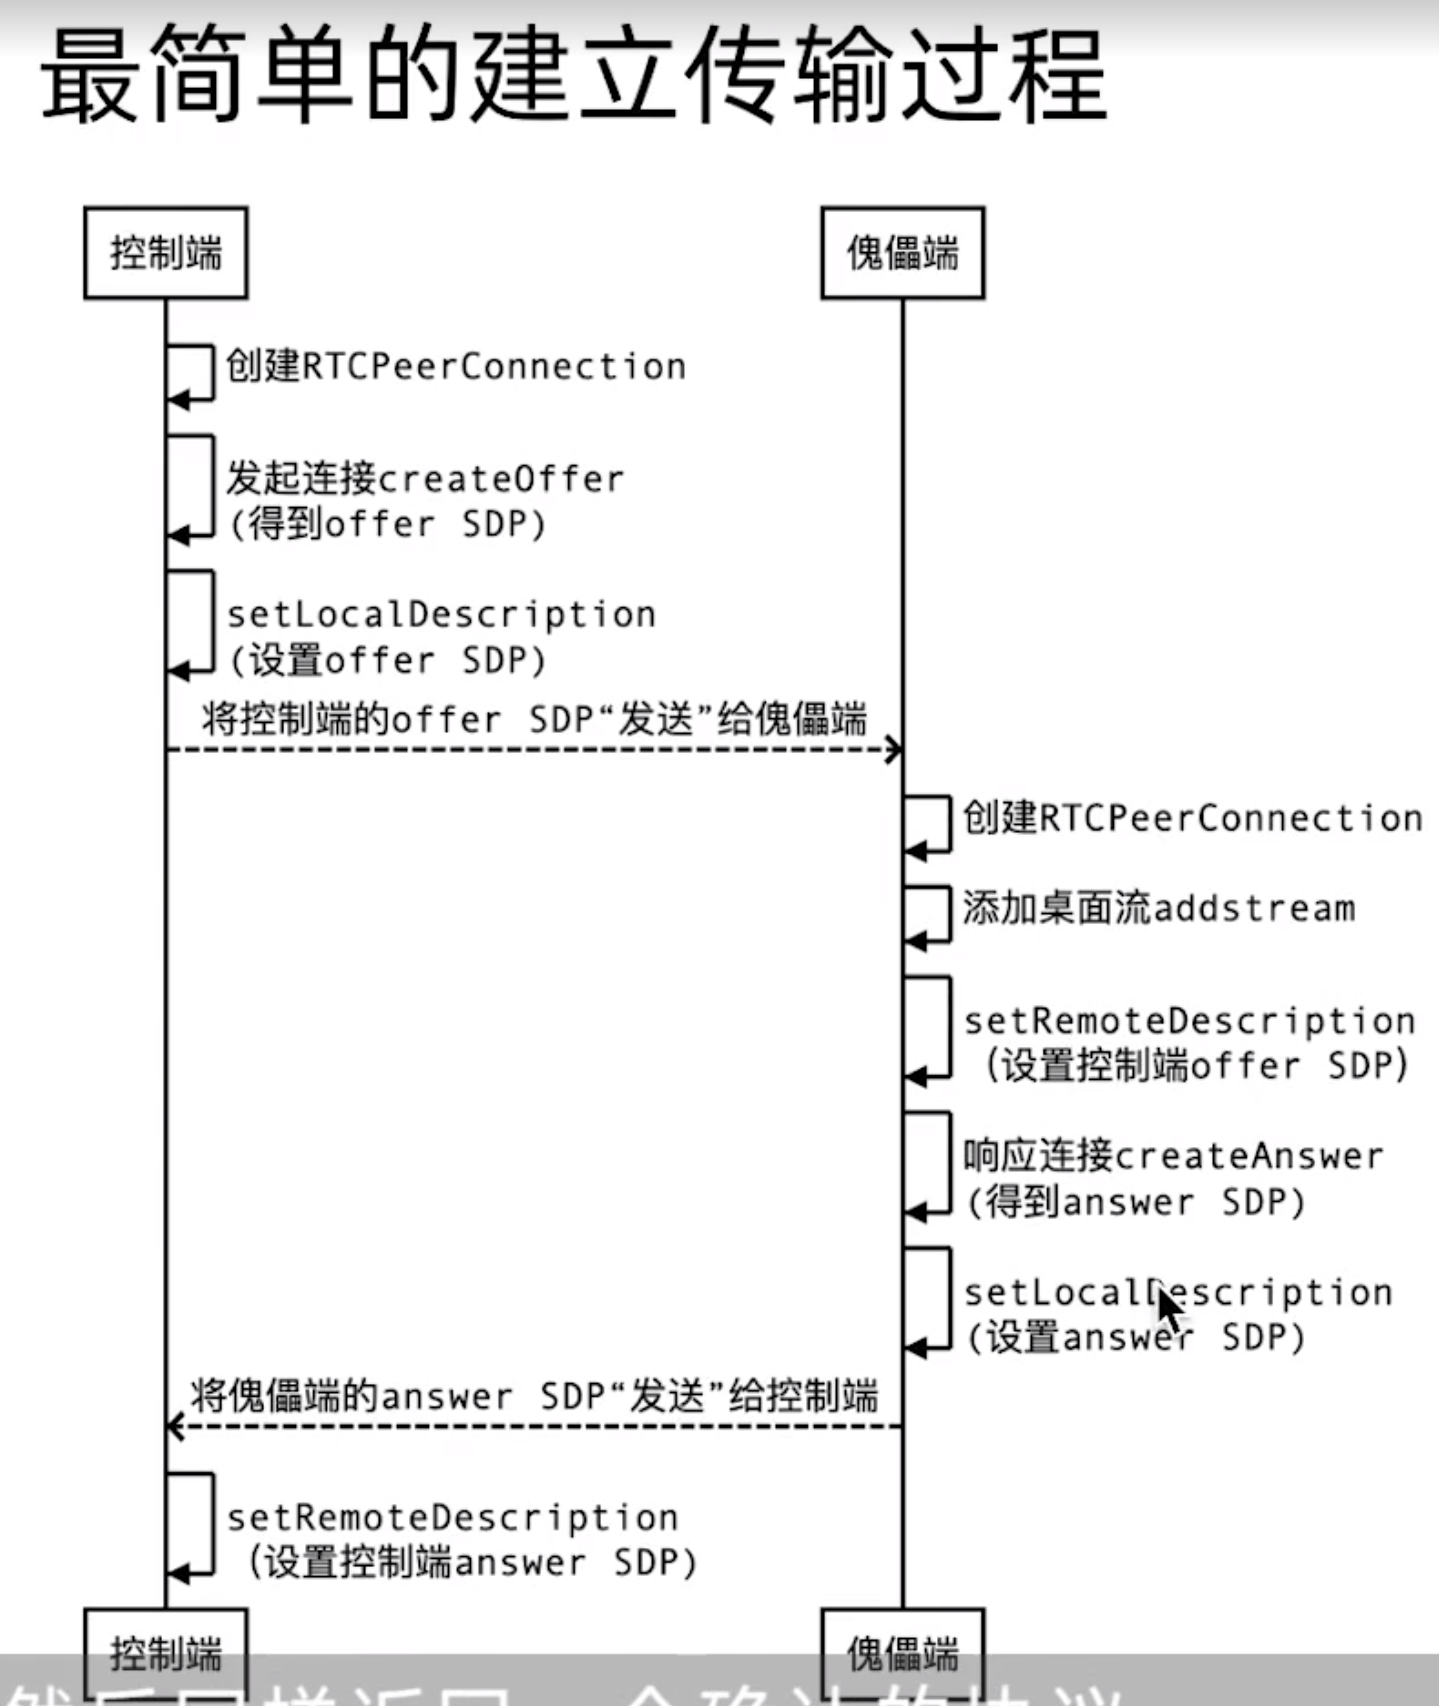 最简单的建立传输过程
控制端
傀儡端
创建RTCPeerConnection
发起连接createOffer
(得到offer SDP)
setLocalDescription
(设置offer SDP)
将控制端的offer SDP“发送”给傀儡端
创建RTCPeerConnection
添加桌面流addstream
setRemoteDescription
(设置控制端offer SDP)
响应连接createAnswer
(得到answer SDP)
setLocalDescription
(设置answer SDP)
将傀儡端的answer SDP“发送”给控制端
setRemoteDescription
(设置控制端answer SDP)
控制端
傀儡端